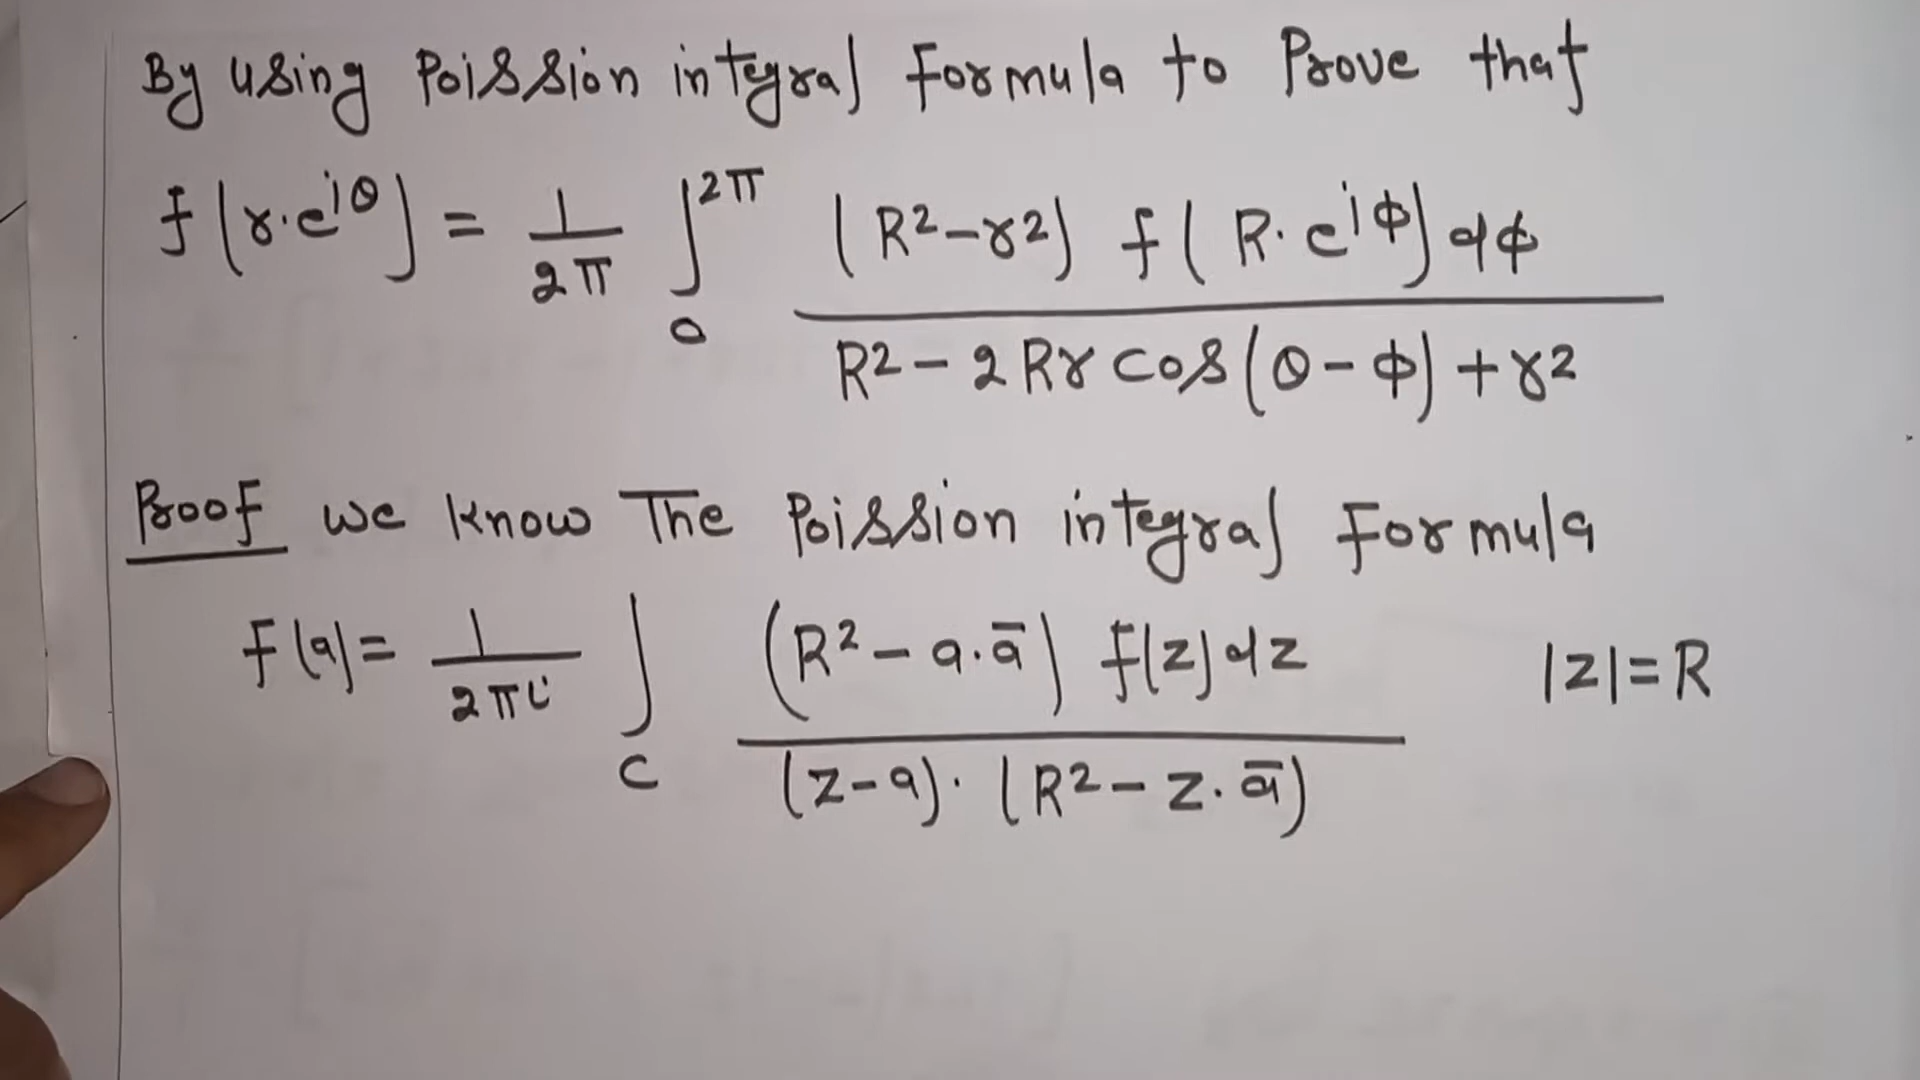 By using Poission integral Formula to Prove that
f(r.e^iθ) = 1/2π ∫_0^2π (R²-r²) f(R.e^iϕ) dϕ / R² - 2Rr cos(θ-ϕ) + r²
Proof we know The Poission integral Formula
F(a) = 1/2πi ∫_C (R² - a.ā) f(z) dz / (z-a).(R² - z.ā) |z|=R